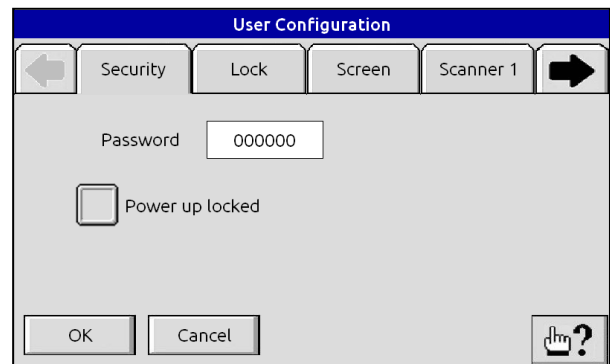 User Configuration
Security Lock Screen Scanner 1
Password 000000
Power up locked
OK Cancel ?